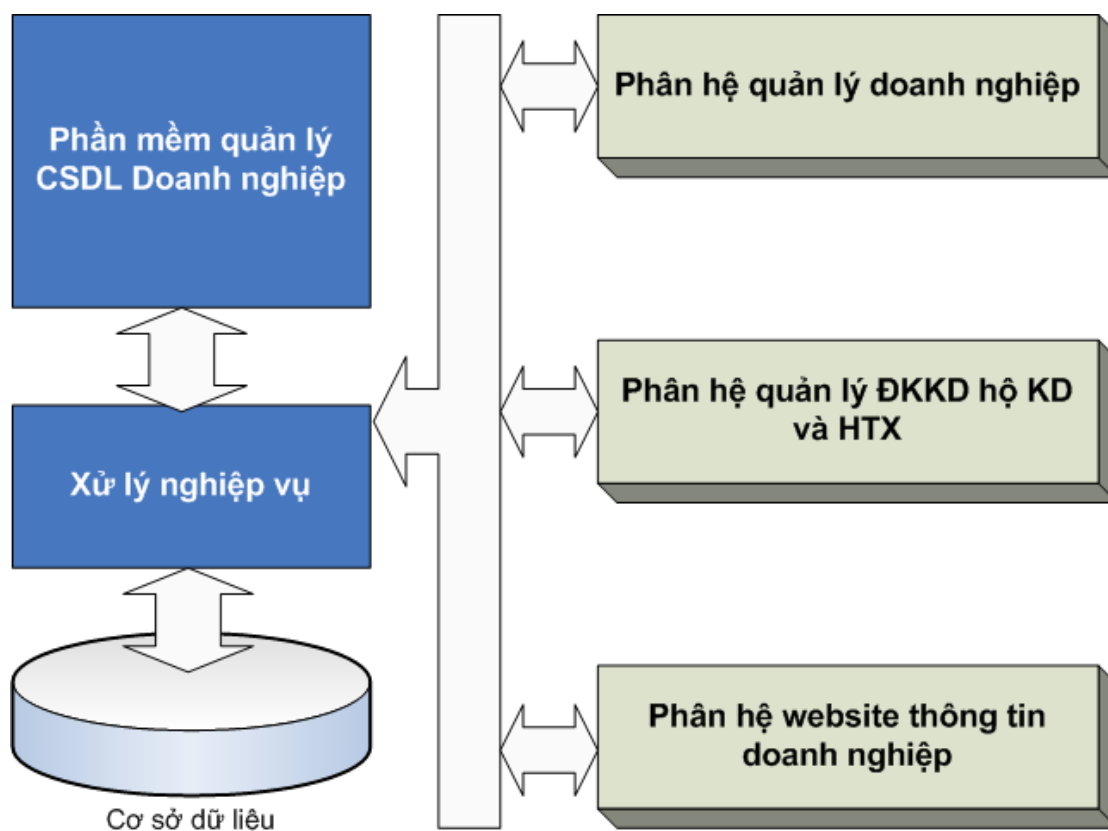 Phần mềm quản lý
CSDL Doanh nghiệp
Xử lý nghiệp vụ
Cơ sở dữ liêu
Phân hệ quản lý doanh nghiệp
Phân hệ quản lý ĐKKD hộ KD
và HTX
Phân hệ website thông tin
doanh nghiệp